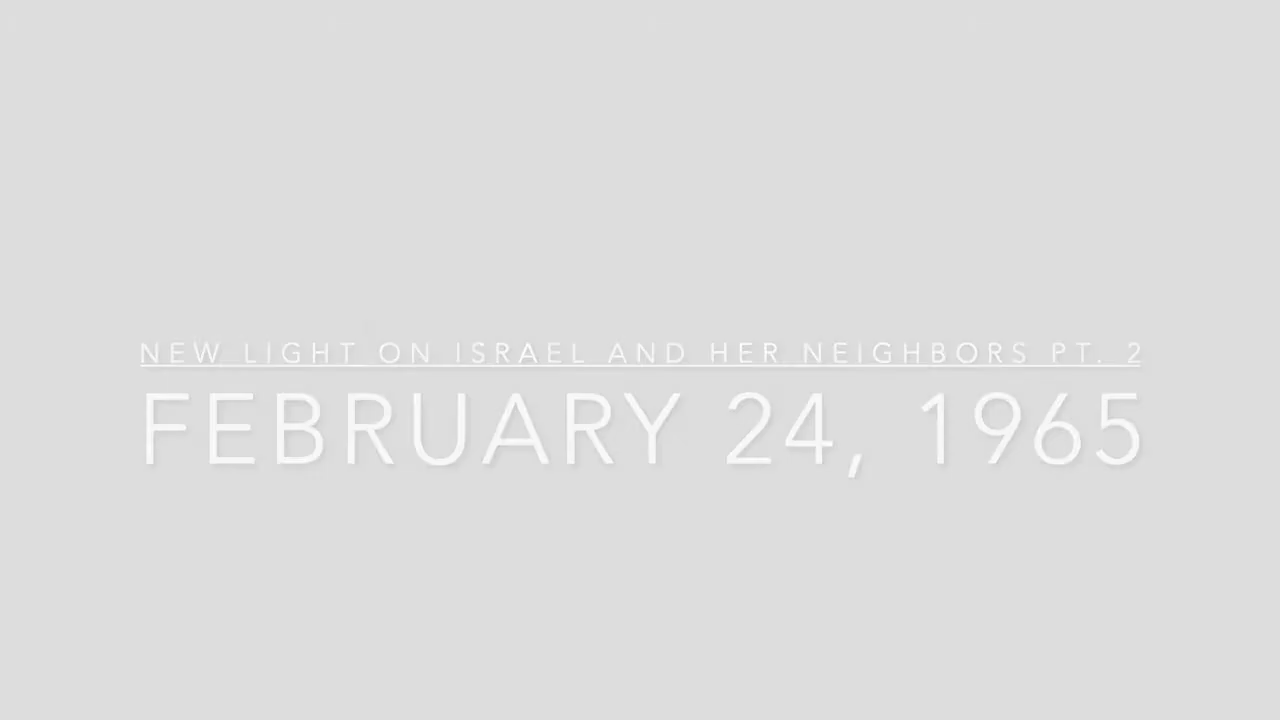 NEW LIGHT ON ISRAEL AND HER NEIGHBORS PT. 2
FEBRUARY 24, 1965